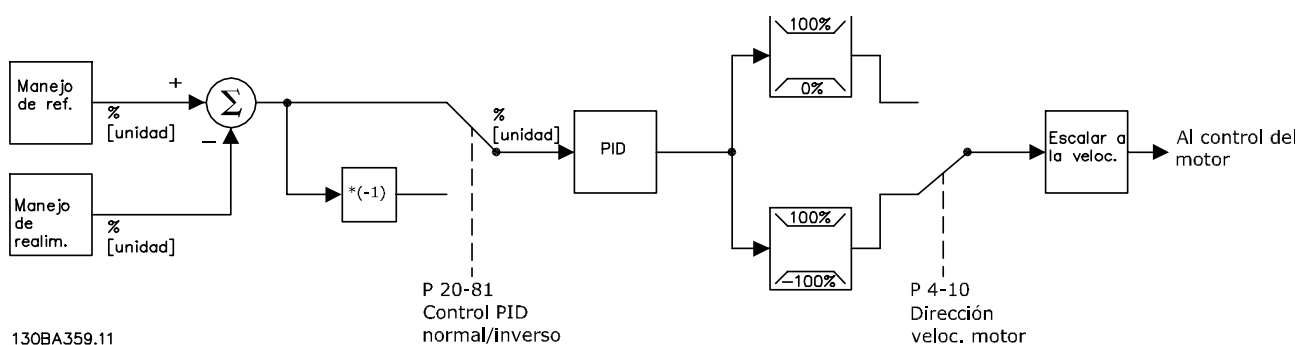 Manejo
de ref.
%
[unidad]
+
−
Σ
Manejo
de
realim.
%
[unidad]
*(-1)
P 20-81
Control PID
normal/inverso
%
[unidad]
PID
100%
0%
100%
−100%
P 4-10
Dirección
veloc. motor
Escalar a
la veloc.
Al control del
motor
130BA359.11